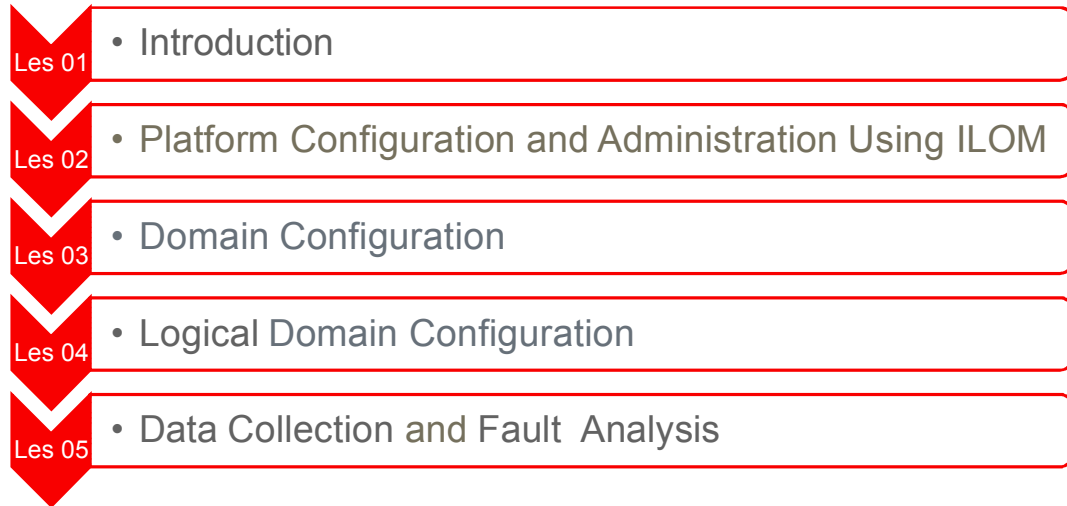 Les 01
• Introduction
Les 02
• Platform Configuration and Administration Using ILOM
Les 03
• Domain Configuration
Les 04
• Logical Domain Configuration
Les 05
• Data Collection and Fault Analysis